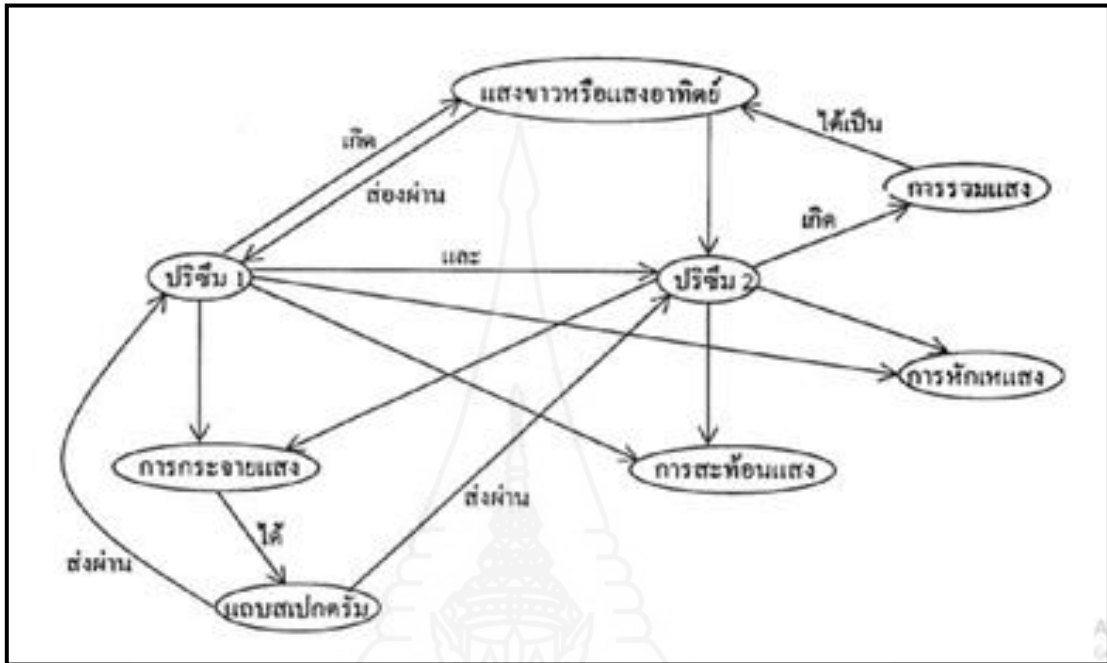 แสงขาวหรือแสงอาทิตย์
เกิด
ได้เป็น
ส่องผ่าน
การรวมแสง
เกิด
และ
ปริซึม 1
ปริซึม 2
การหักเหแสง
การกระจายแสง
การสะท้อนแสง
ส่งผ่าน
ได้
ส่งผ่าน
แถบสเปกตรัม